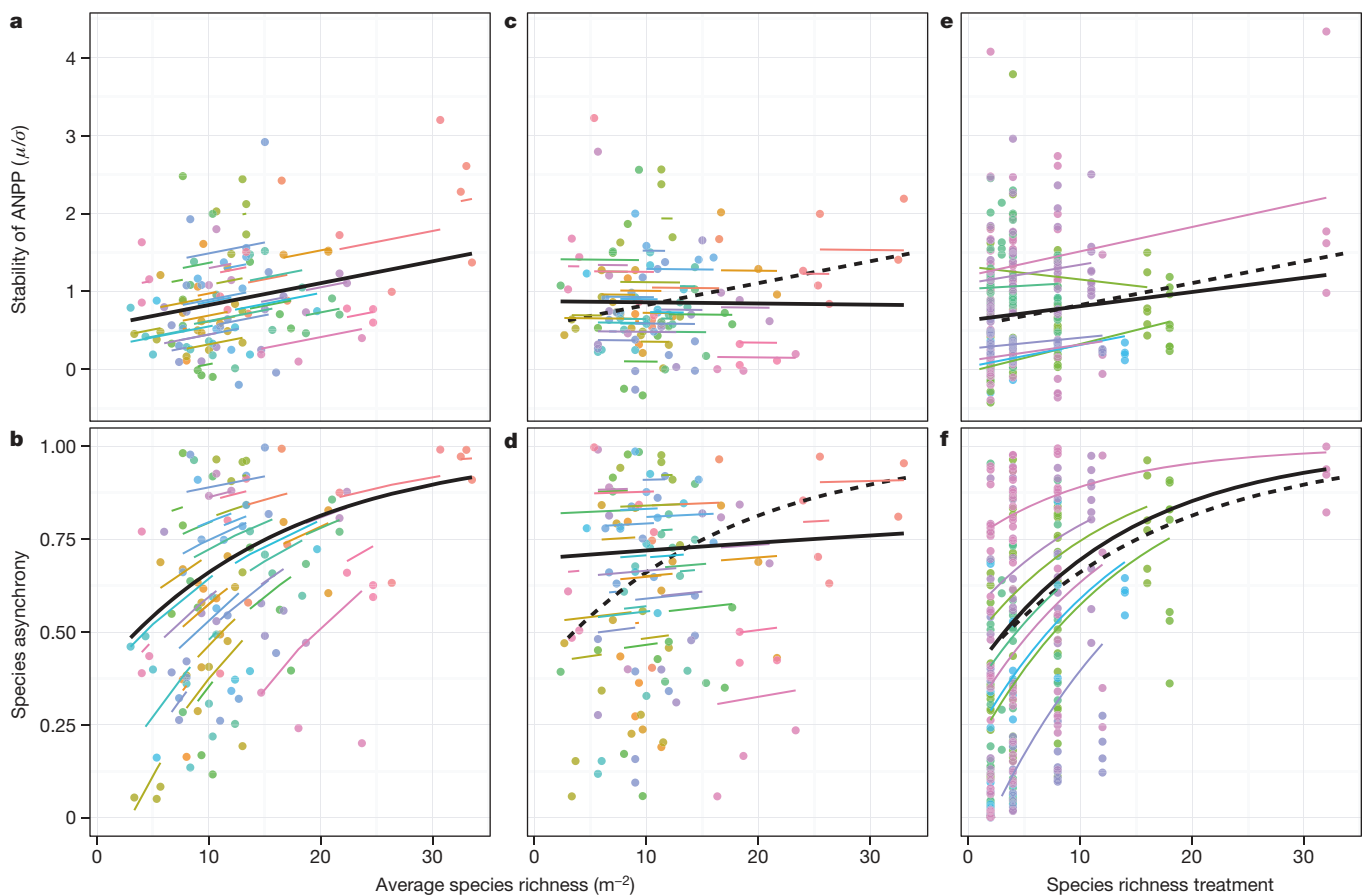 a
c
e
4
3
2
1
0
Stability of ANPP (μ/σ)
b
d
f
1.00
0.75
0.50
0.25
0
Species asynchrony
0
10
20
30
0
10
20
30
0
10
20
30
Average species richness (m⁻²)
Species richness treatment